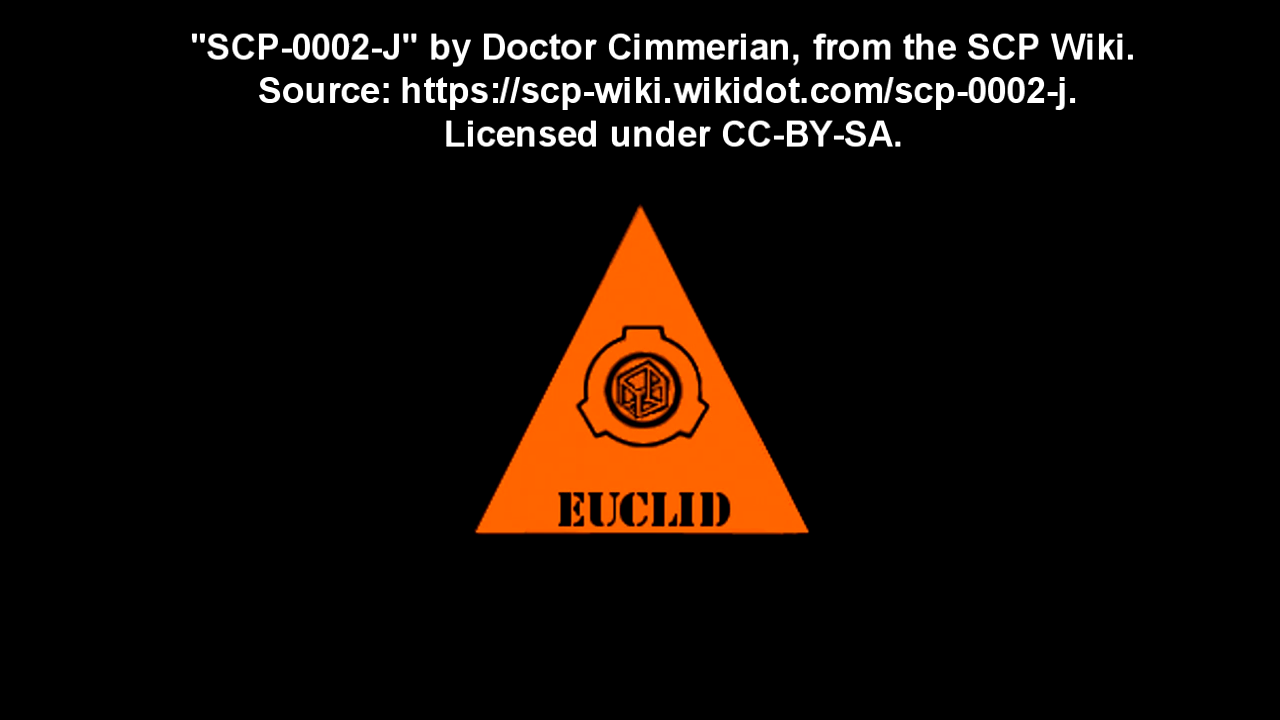 "SCP-0002-J" by Doctor Cimmerian, from the SCP Wiki.
Source: https://scp-wiki.wikidot.com/scp-0002-j.
Licensed under CC-BY-SA.
EUCLID